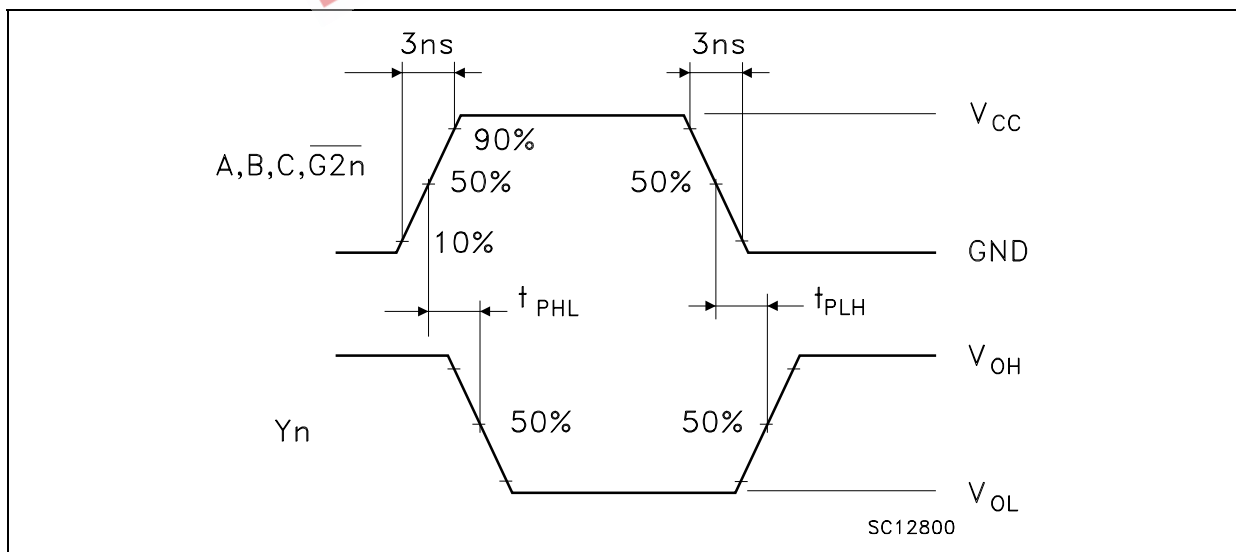 3ns 3ns
V_CC
90%
A,B,C,G2n
50% 50%
10%
GND
t_PHL t_PLH
V_OH
50% 50%
Yn
V_OL
SC12800